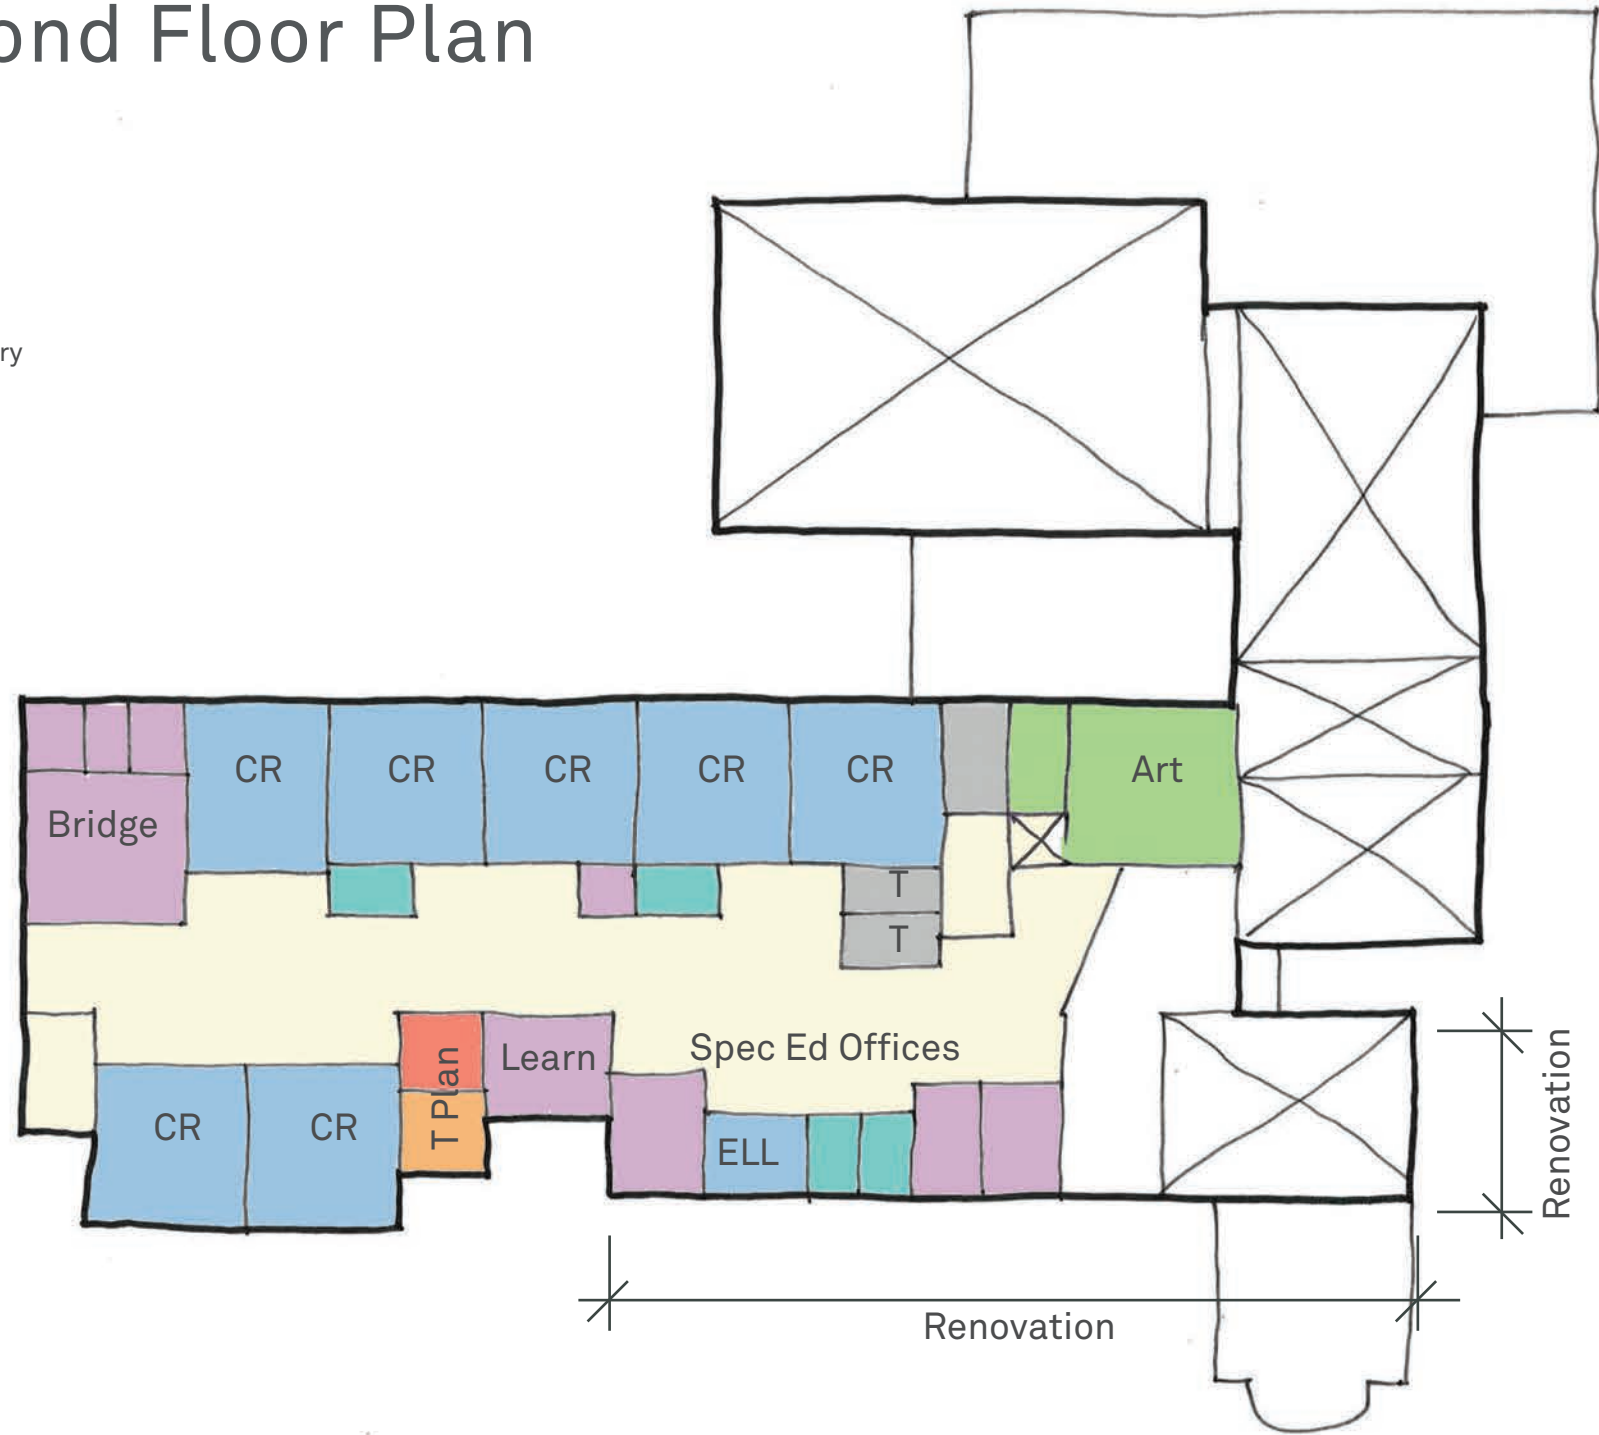 ond Floor Plan
ry
CR
CR
CR
CR
CR
Art
Bridge
T
T
T Plan
Learn
Spec Ed Offices
CR
CR
ELL
Renovation
Renovation